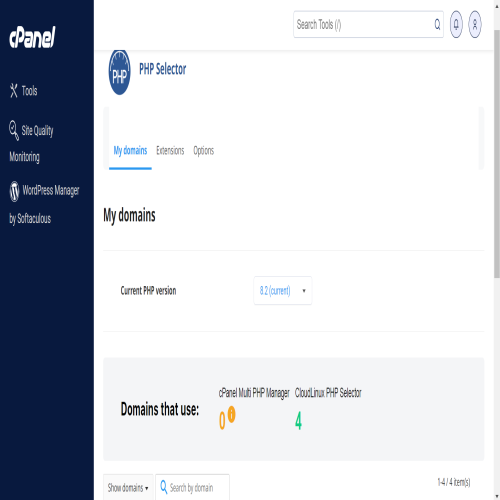 cPanel
Search Tools (/)
Tools
Site Quality
Monitoring
WordPress Manager
by Softaculous
PHP
PHP Selector
My domains Extensions Options
My domains
Current PHP version 8.2 (current)
Domains that use:
cPanel Multi PHP Manager CloudLinux PHP Selector
0 4
Show domains Search by domain
1-4 / 4 item(s)